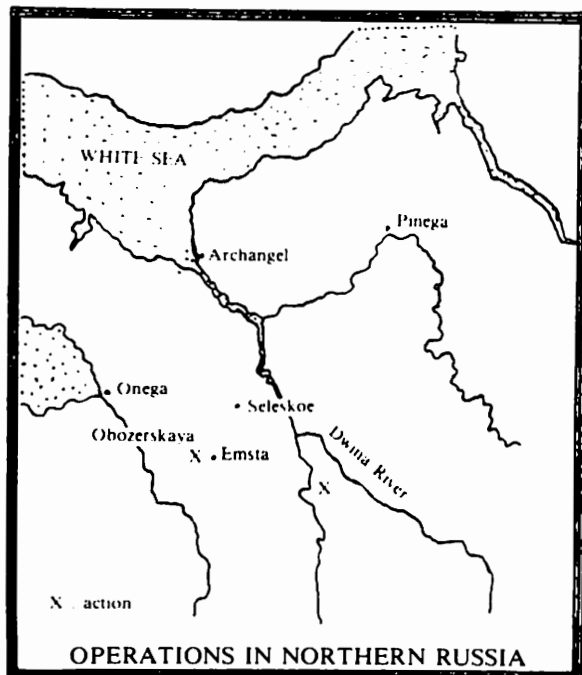 WHITE SEA
Pinega
Archangel
Onega
Seleskoe
Obozerskaya
X Emsta
Dwina River
X
X action
OPERATIONS IN NORTHERN RUSSIA